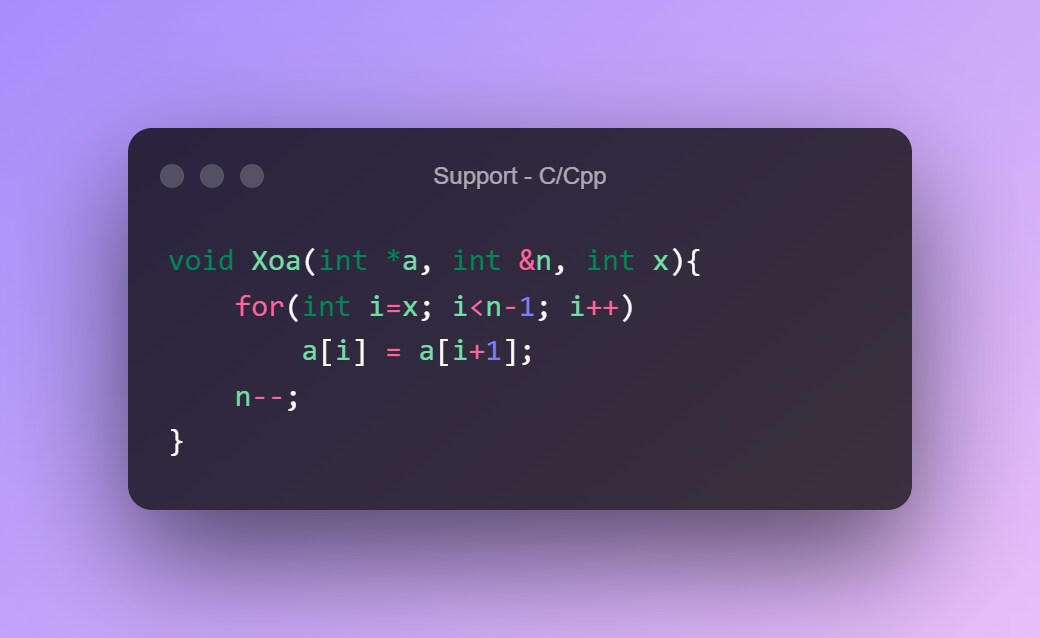 Support - C/Cpp
void Xoa(int *a, int &n, int x){
    for(int i=x; i<n-1; i++)
        a[i] = a[i+1];
    n--;
}